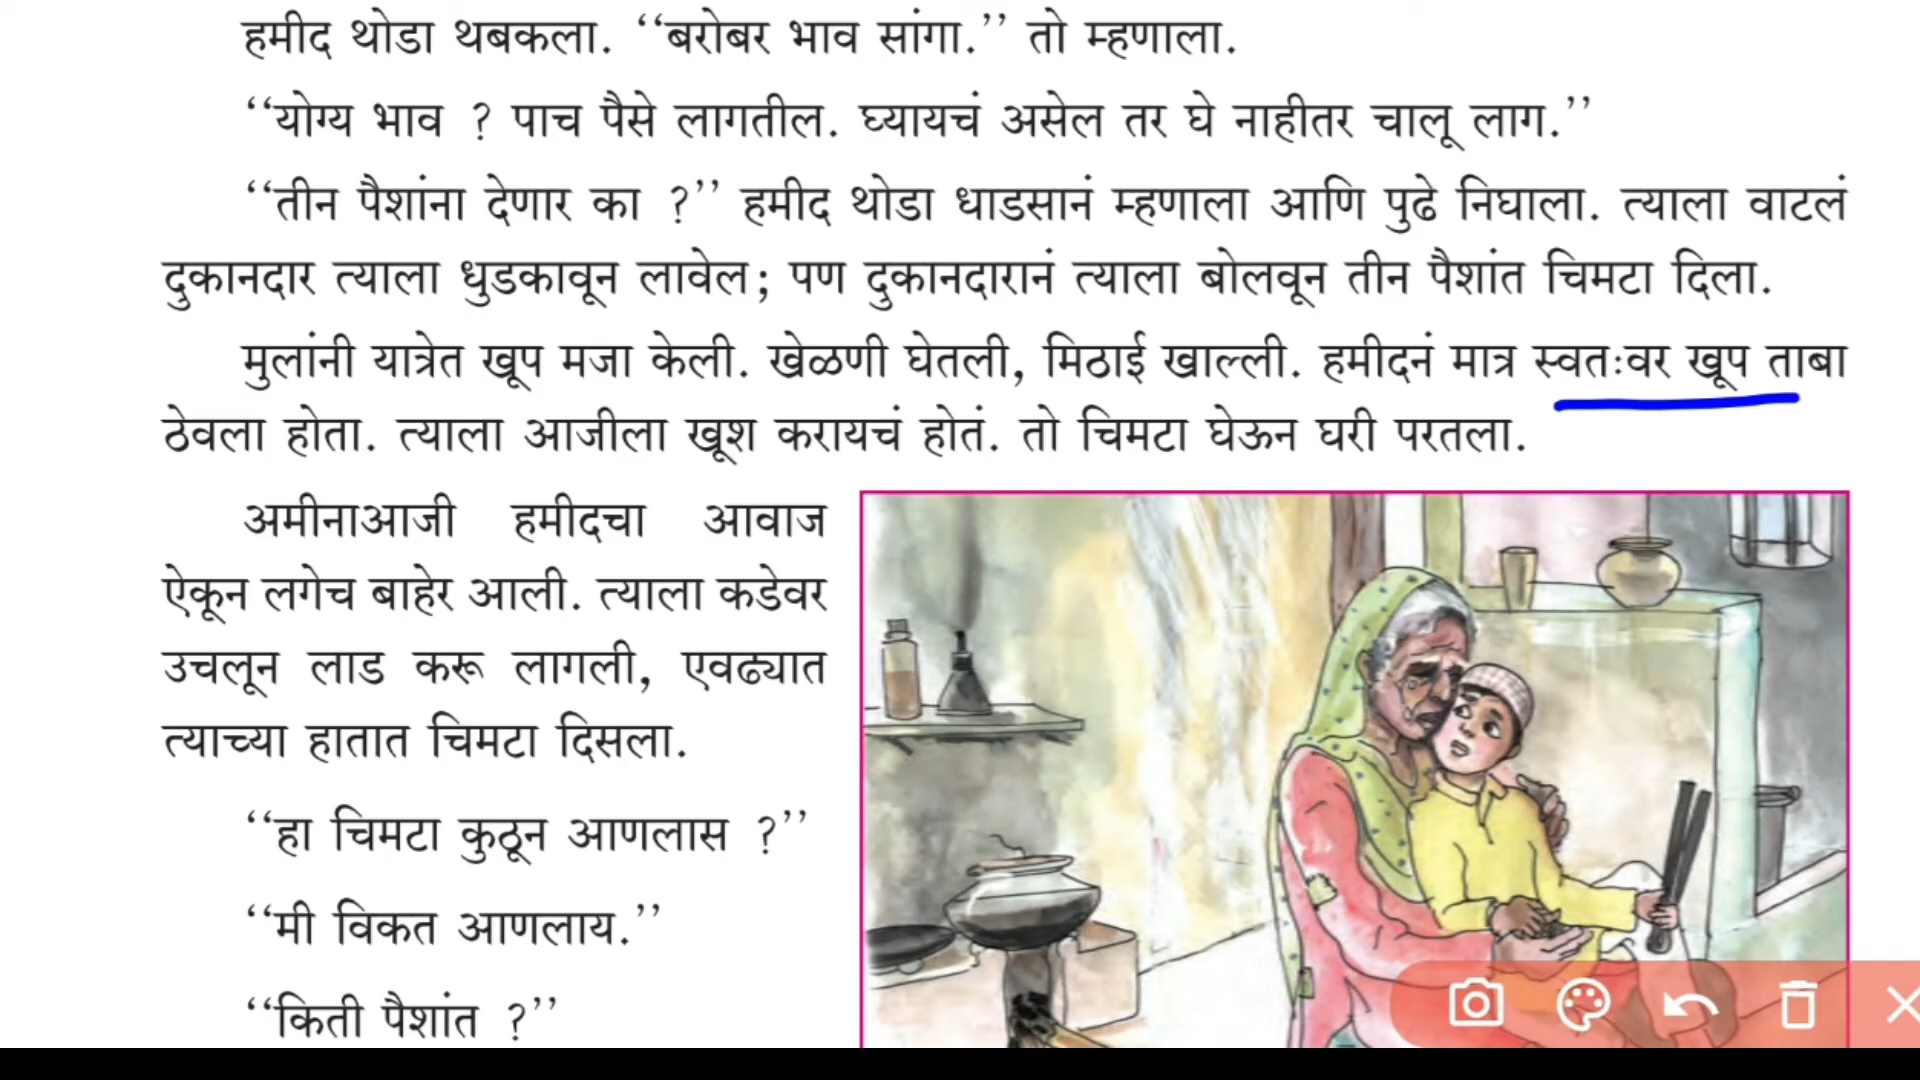 हमीद थोडा थबकला. ‘‘बरोबर भाव सांगा.’’ तो म्हणाला.
‘‘योग्य भाव ? पाच पैसे लागतील. घ्यायचं असेल तर घे नाहीतर चालू लाग.’’
‘‘तीन पैशांना देणार का ?’’ हमीद थोडा धाडसानं म्हणाला आणि पुढे निघाला. त्याला वाटलं
दुकानदार त्याला धुडकावून लावेल; पण दुकानदारानं त्याला बोलवून तीन पैशांत चिमटा दिला.
मुलांनी यात्रेत खूप मजा केली. खेळणी घेतली, मिठाई खाल्ली. हमीदनं मात्र स्वतःवर खूप ताबा
ठेवला होता. त्याला आजीला खूश करायचं होतं. तो चिमटा घेऊन घरी परतला.
अमीनाआजी हमीदचा आवाज
ऐकून लगेच बाहेर आली. त्याला कडेवर
उचलून लाड करू लागली, एवढ्यात
त्याच्या हातात चिमटा दिसला.
‘‘हा चिमटा कुठून आणलास ?’’
‘‘मी विकत आणलाय.’’
‘‘किती पैशांत ?’’